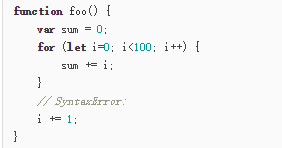 function foo() {
    var sum = 0;
    for (let i=0; i<100; i++) {
        sum += i;
    }
    // SyntaxError:
    i += 1;
}